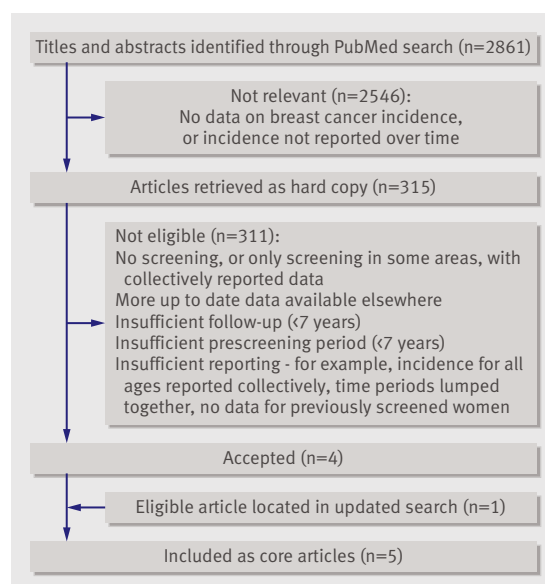 Titles and abstracts identified through PubMed search (n=2861)
Not relevant (n=2546):
No data on breast cancer incidence,
or incidence not reported over time
Articles retrieved as hard copy (n=315)
Not eligible (n=311):
No screening, or only screening in some areas, with
collectively reported data
More up to date data available elsewhere
Insufficient follow-up (<7 years)
Insufficient prescreening period (<7 years)
Insufficient reporting - for example, incidence for all
ages reported collectively, time periods lumped
together, no data for previously screened women
Accepted (n=4)
Eligible article located in updated search (n=1)
Included as core articles (n=5)